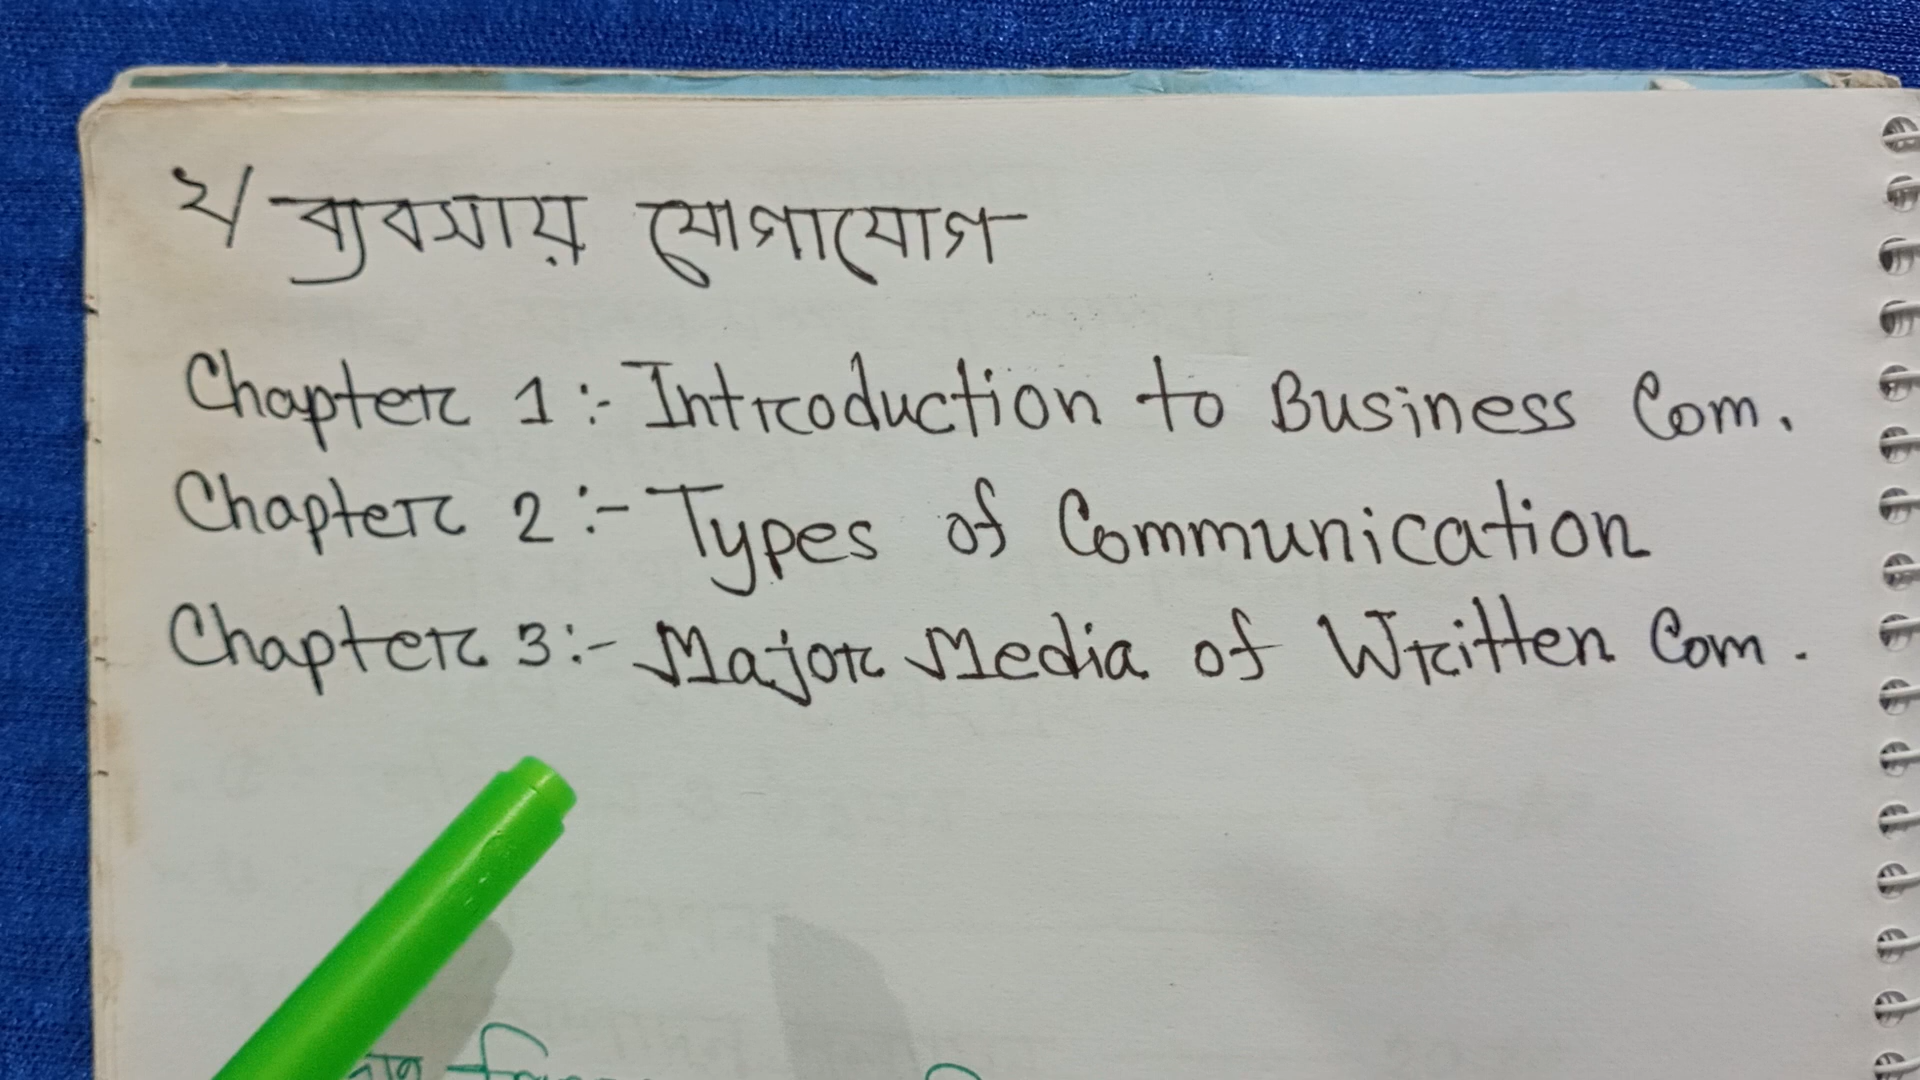 ২/ ব্যবসায় যোগাযোগ
Chapter 1:- Introduction to Business Com.
Chapter 2:- Types of Communication
Chapter 3:- Major Media of Written Com.